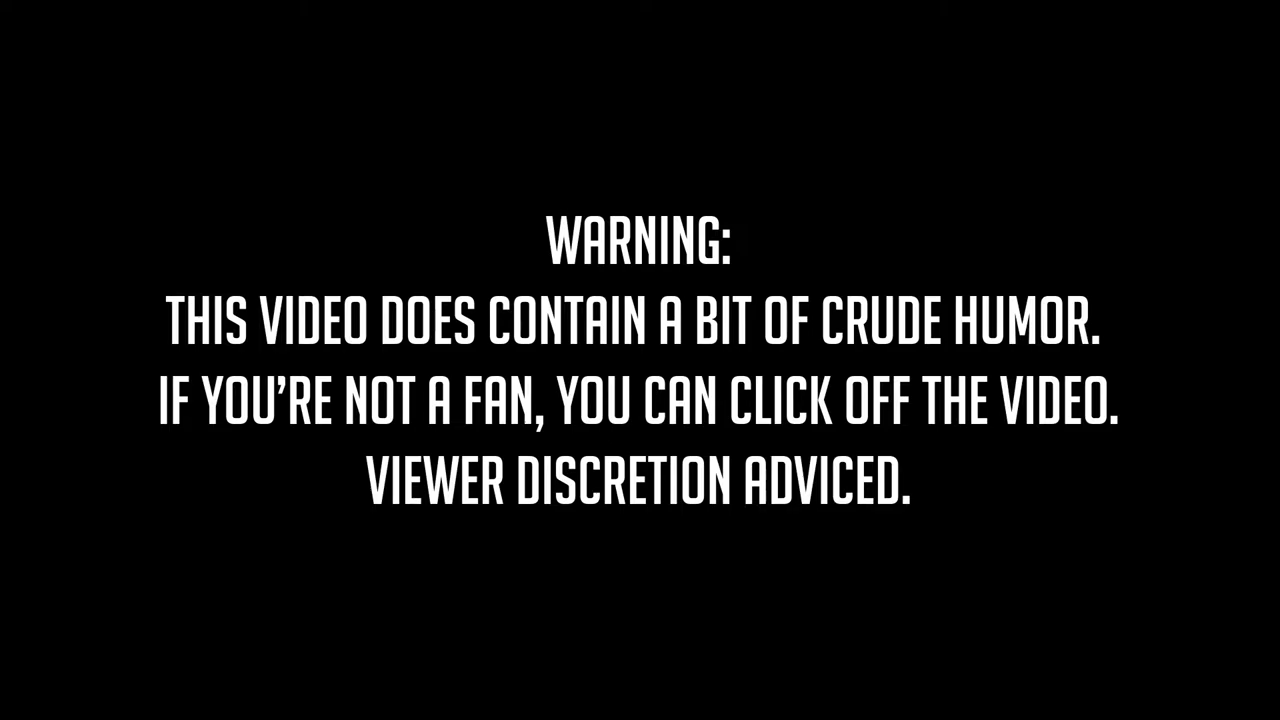 WARNING:
THIS VIDEO DOES CONTAIN A BIT OF CRUDE HUMOR.
IF YOU’RE NOT A FAN, YOU CAN CLICK OFF THE VIDEO.
VIEWER DISCRETION ADVICED.